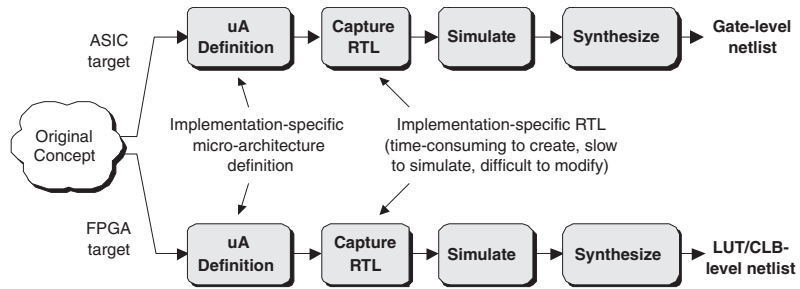 ASIC
target
uA
Definition
Capture
RTL
Simulate
Synthesize
Gate-level
netlist
Original
Concept
Implementation-specific
micro-architecture
definition
Implementation-specific RTL
(time-consuming to create, slow
to simulate, difficult to modify)
FPGA
target
uA
Definition
Capture
RTL
Simulate
Synthesize
LUT/CLB-
level netlist